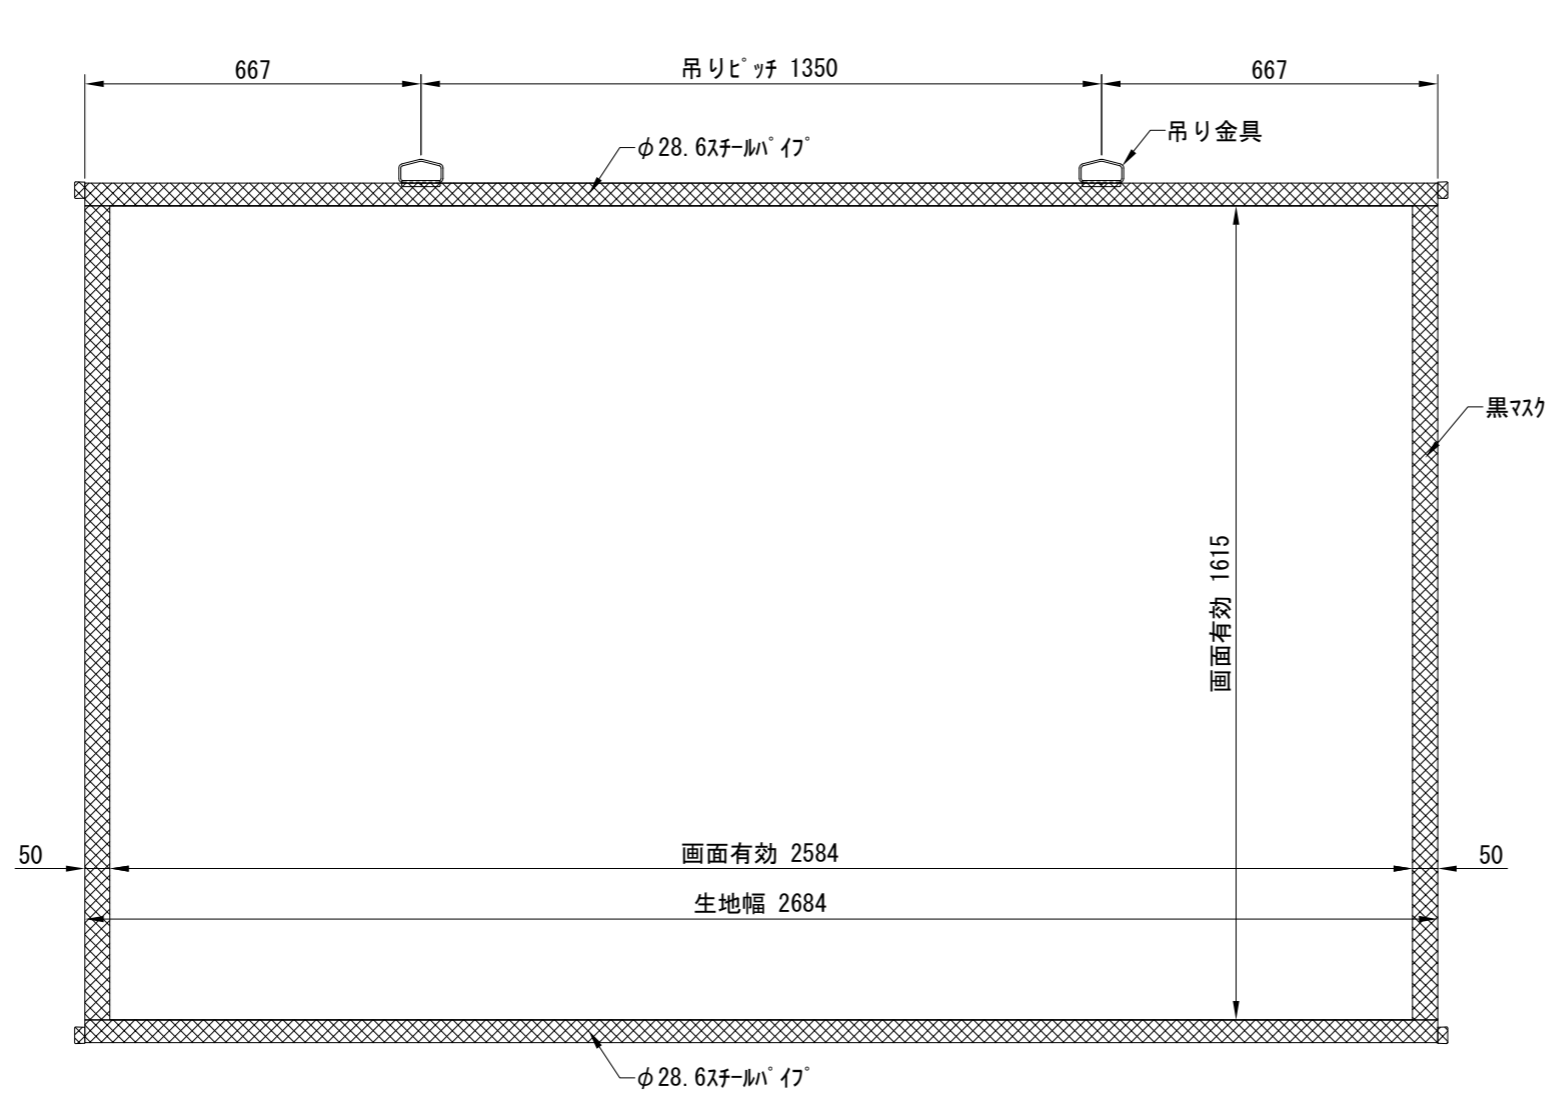 667
吊りﾋﾟｯﾁ 1350
667
吊り金具
φ28.6ｽﾁｰﾙﾊﾟｲﾌﾟ
黒ﾏｽｸ
画面有効 1615
50
画面有効 2584
50
生地幅 2684
φ28.6ｽﾁｰﾙﾊﾟｲﾌﾟ